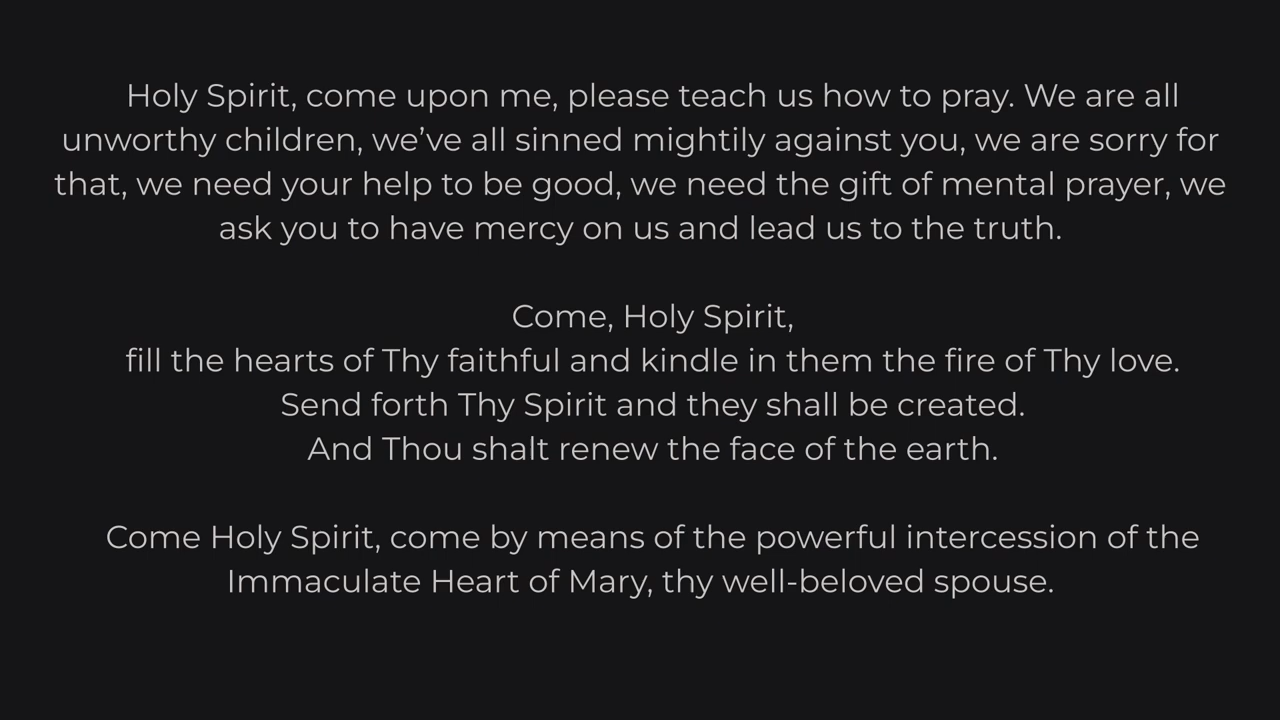 Holy Spirit, come upon me, please teach us how to pray. We are all
unworthy children, we’ve all sinned mightily against you, we are sorry for
that, we need your help to be good, we need the gift of mental prayer, we
ask you to have mercy on us and lead us to the truth.
Come, Holy Spirit,
fill the hearts of Thy faithful and kindle in them the fire of Thy love.
Send forth Thy Spirit and they shall be created.
And Thou shalt renew the face of the earth.
Come Holy Spirit, come by means of the powerful intercession of the
Immaculate Heart of Mary, thy well-beloved spouse.